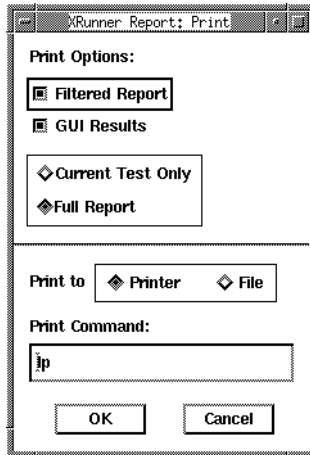 XRunner Report: Print
Print Options:
Filtered Report
GUI Results
Current Test Only
Full Report
Print to Printer File
Print Command:
lp
OK Cancel